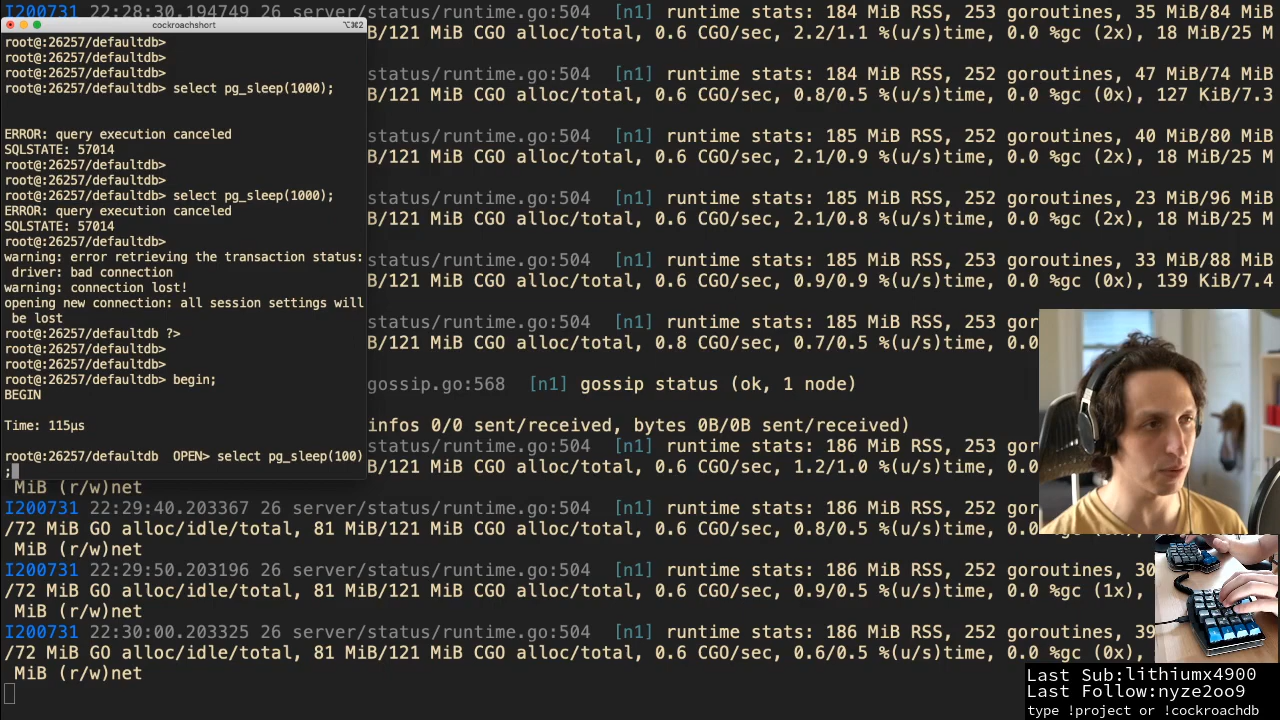 I200731 22:28:30.194749 26 server/status/runtime.go:504 [n1] runtime stats: 184 MiB RSS, 253 goroutines, 35 MiB/84 MiB
cockroachshort ⌥⌘2
B/121 MiB CGO alloc/total, 0.6 CGO/sec, 2.2/1.1 %(u/s)time, 0.0 %gc (2x), 18 MiB/25 M
root@:26257/defaultdb>
root@:26257/defaultdb>
root@:26257/defaultdb>
status/runtime.go:504 [n1] runtime stats: 184 MiB RSS, 252 goroutines, 47 MiB/74 MiB
root@:26257/defaultdb> select pg_sleep(1000);
B/121 MiB CGO alloc/total, 0.6 CGO/sec, 0.8/0.5 %(u/s)time, 0.0 %gc (0x), 127 KiB/7.3
ERROR: query execution canceled
status/runtime.go:504 [n1] runtime stats: 185 MiB RSS, 252 goroutines, 40 MiB/80 MiB
SQLSTATE: 57014
B/121 MiB CGO alloc/total, 0.6 CGO/sec, 2.1/0.9 %(u/s)time, 0.0 %gc (2x), 18 MiB/25 M
root@:26257/defaultdb>
root@:26257/defaultdb>
root@:26257/defaultdb> select pg_sleep(1000);
status/runtime.go:504 [n1] runtime stats: 185 MiB RSS, 252 goroutines, 23 MiB/96 MiB
ERROR: query execution canceled
B/121 MiB CGO alloc/total, 0.6 CGO/sec, 2.1/0.8 %(u/s)time, 0.0 %gc (2x), 18 MiB/25 M
SQLSTATE: 57014
root@:26257/defaultdb>
warning: error retrieving the transaction status:
status/runtime.go:504 [n1] runtime stats: 185 MiB RSS, 252 goroutines, 33 MiB/88 MiB
driver: bad connection
B/121 MiB CGO alloc/total, 0.6 CGO/sec, 0.9/0.9 %(u/s)time, 0.0 %gc (0x), 139 KiB/7.4
warning: connection lost!
opening new connection: all session settings will
be lost
status/runtime.go:504 [n1] runtime stats: 185 MiB RSS, 253 gor
root@:26257/defaultdb ?>
B/121 MiB CGO alloc/total, 0.8 CGO/sec, 0.7/0.5 %(u/s)time, 0.
root@:26257/defaultdb>
root@:26257/defaultdb>
root@:26257/defaultdb> begin;
gossip.go:568 [n1] gossip status (ok, 1 node)
BEGIN
Time: 115µs
infos 0/0 sent/received, bytes 0B/0B sent/received)
status/runtime.go:504 [n1] runtime stats: 186 MiB RSS, 253 gor
root@:26257/defaultdb OPEN> select pg_sleep(100)
;
B/121 MiB CGO alloc/total, 0.6 CGO/sec, 1.2/1.0 %(u/s)time, 0.
MiB (r/w)net
I200731 22:29:40.203367 26 server/status/runtime.go:504 [n1] runtime stats: 186 MiB RSS, 252 gor
/72 MiB GO alloc/idle/total, 81 MiB/121 MiB CGO alloc/total, 0.6 CGO/sec, 0.8/0.5 %(u/s)time, 0.
MiB (r/w)net
I200731 22:29:50.203196 26 server/status/runtime.go:504 [n1] runtime stats: 186 MiB RSS, 252 goroutines, 30
/72 MiB GO alloc/idle/total, 81 MiB/121 MiB CGO alloc/total, 0.6 CGO/sec, 0.9/0.5 %(u/s)time, 0.0 %gc (1x),
MiB (r/w)net
I200731 22:30:00.203325 26 server/status/runtime.go:504 [n1] runtime stats: 186 MiB RSS, 252 goroutines, 39
/72 MiB GO alloc/idle/total, 81 MiB/121 MiB CGO alloc/total, 0.6 CGO/sec, 0.6/0.5 %(u/s)time, 0.0 %gc (0x),
MiB (r/w)net
Last Sub:lithiumx4900
Last Follow:nyze2oo9
type !project or !cockroachdb